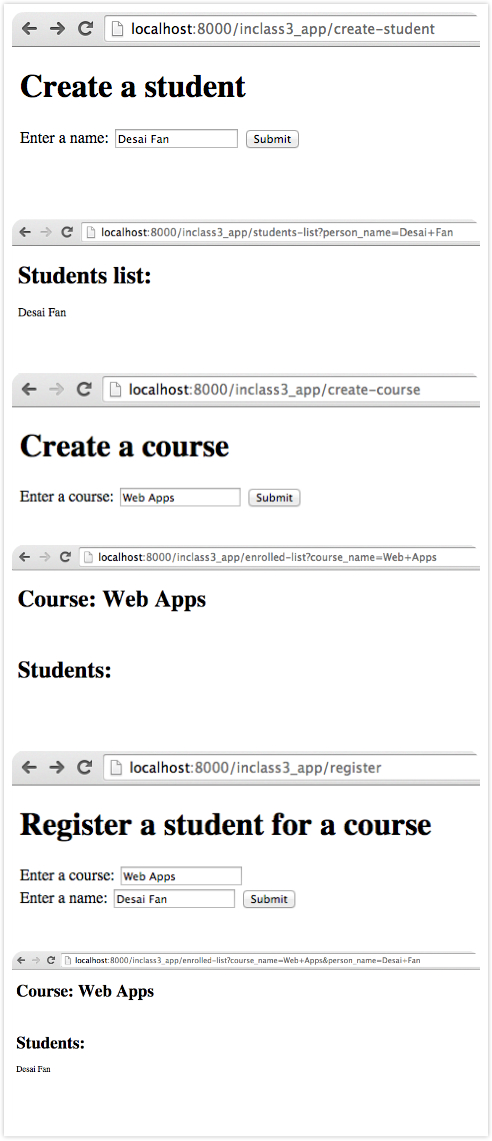 localhost:8000/inclass3_app/create-student
Create a student
Enter a name: Desai Fan Submit
localhost:8000/inclass3_app/students-list?person_name=Desai+Fan
Students list:
Desai Fan
localhost:8000/inclass3_app/create-course
Create a course
Enter a course: Web Apps Submit
localhost:8000/inclass3_app/enrolled-list?course_name=Web+Apps
Course: Web Apps
Students:
localhost:8000/inclass3_app/register
Register a student for a course
Enter a course: Web Apps
Enter a name: Desai Fan Submit
localhost:8000/inclass3_app/enrolled-list?course_name=Web+Apps&person_name=Desai+Fan
Course: Web Apps
Students:
Desai Fan